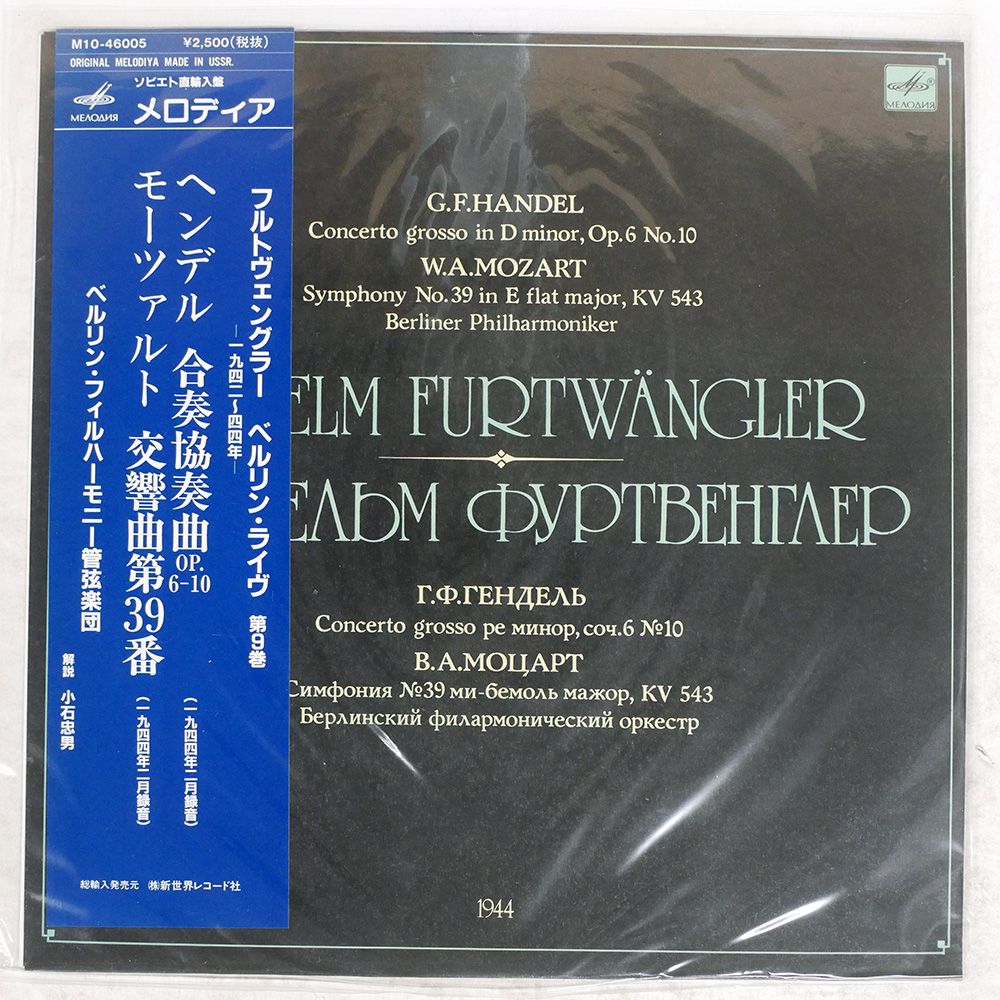 M10-46005 ¥2,500(税抜)
ORIGINAL MELODIYA MADE IN USSR.
ソビエト直輸入盤
МЕЛОДИЯ メロディア
フルトヴェングラー ベルリン・ライヴ 第9巻
—一九四二〜四四年—
ヘンデル 合奏協奏曲 OP. 6-10 (一九四四年二月録音)
モーツァルト 交響曲第39番 (一九四四年二月録音)
ベルリン・フィルハーモニー管弦楽団
解説 小石忠男
総輸入発売元 ㈱新世界レコード社
МЕЛОДИЯ
G.F.HANDEL
Concerto grosso in D minor, Op.6 No.10
W.A.MOZART
Symphony No.39 in E flat major, KV 543
Berliner Philharmoniker
ELM FURTWÄNGLER
ЕЛЬМ ФУРТВЕНГЛЕР
Г.Ф.ГЕНДЕЛЬ
Concerto grosso ре минор, соч.6 №10
В.А.МОЦАРТ
Симфония №39 ми-бемоль мажор, KV 543
Берлинский филармонический оркестр
1944